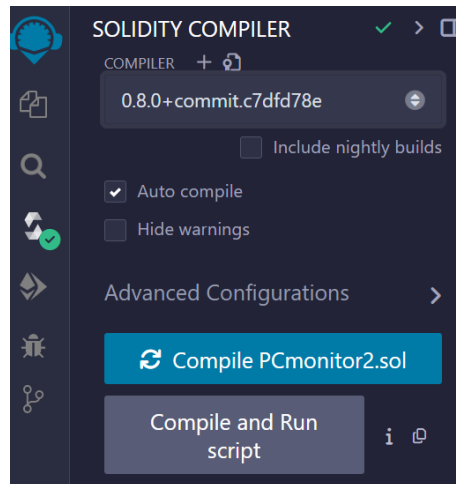 SOLIDITY COMPILER
COMPILER
0.8.0+commit.c7dfd78e
Include nightly builds
Auto compile
Hide warnings
Advanced Configurations
Compile PCmonitor2.sol
Compile and Run
script